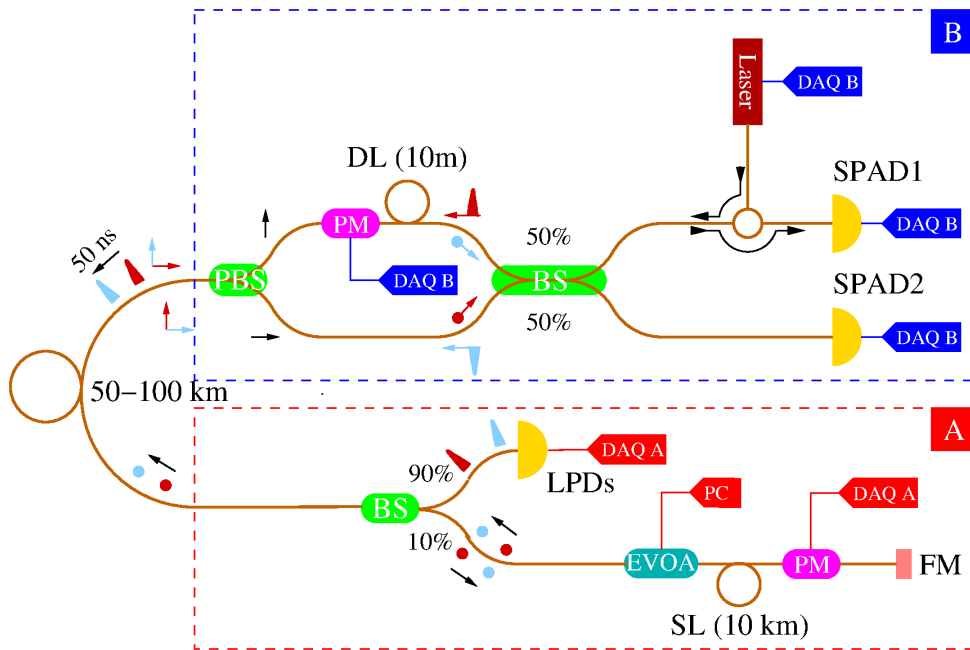 B
Laser
DAQ B
DL (10m)
SPAD1
PM
DAQ B
50%
50 ns
PBS
DAQ B
BS
SPAD2
50%
DAQ B
50–100 km
A
90%
LPDs
DAQ A
BS
10%
PC
DAQ A
EVOA
PM
FM
SL (10 km)